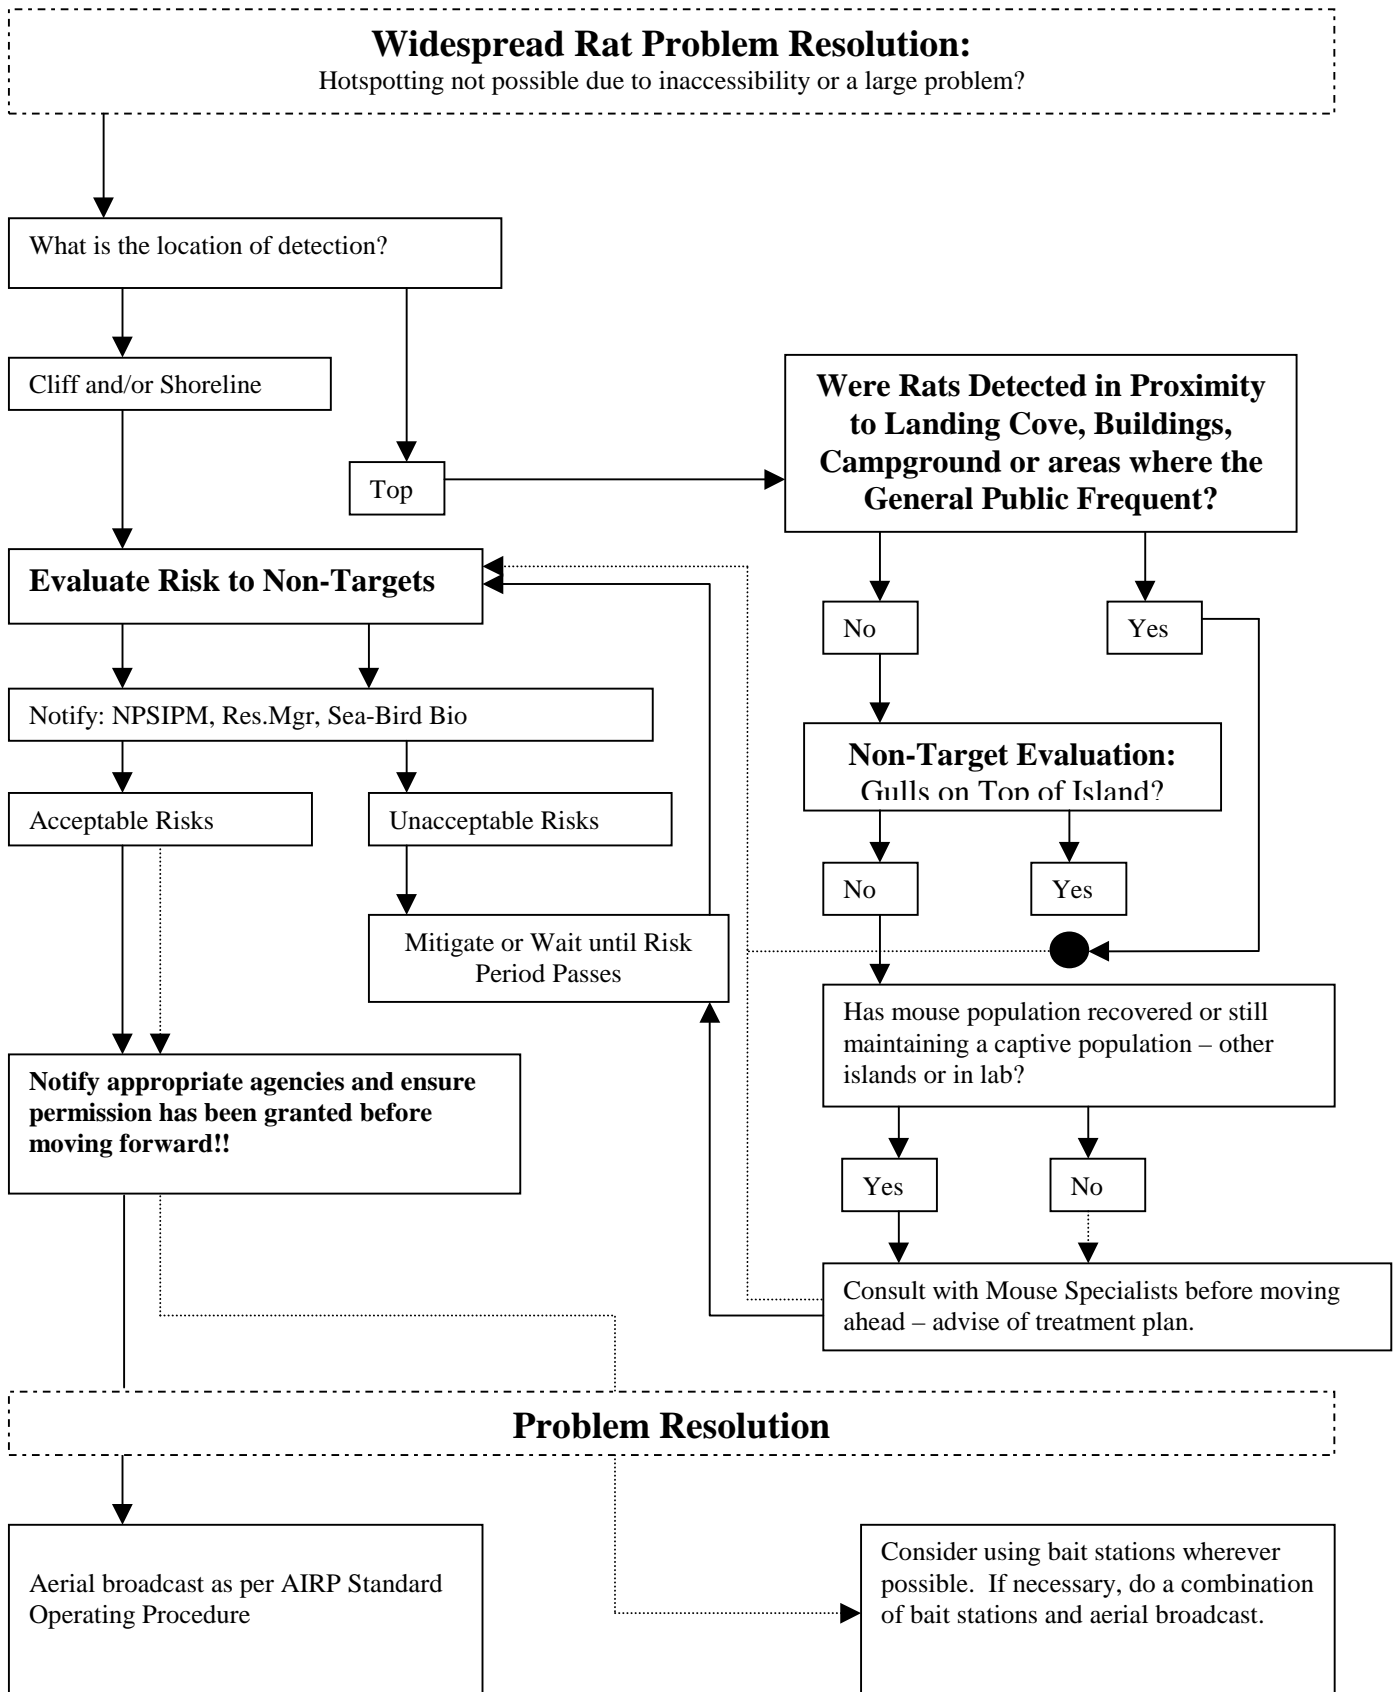 Widespread Rat Problem Resolution:
Hotspotting not possible due to inaccessibility or a large problem?
What is the location of detection?
Cliff and/or Shoreline
Top
Were Rats Detected in Proximity
to Landing Cove, Buildings,
Campground or areas where the
General Public Frequent?
Evaluate Risk to Non-Targets
No
Yes
Notify: NPSIPM, Res.Mgr, Sea-Bird Bio
Non-Target Evaluation:
Gulls on Top of Island?
Acceptable Risks
Unacceptable Risks
No
Yes
Mitigate or Wait until Risk
Period Passes
Has mouse population recovered or still
maintaining a captive population – other
islands or in lab?
Notify appropriate agencies and ensure
permission has been granted before
moving forward!!
Yes
No
Consult with Mouse Specialists before moving
ahead – advise of treatment plan.
Problem Resolution
Aerial broadcast as per AIRP Standard
Operating Procedure
Consider using bait stations wherever
possible.  If necessary, do a combination
of bait stations and aerial broadcast.